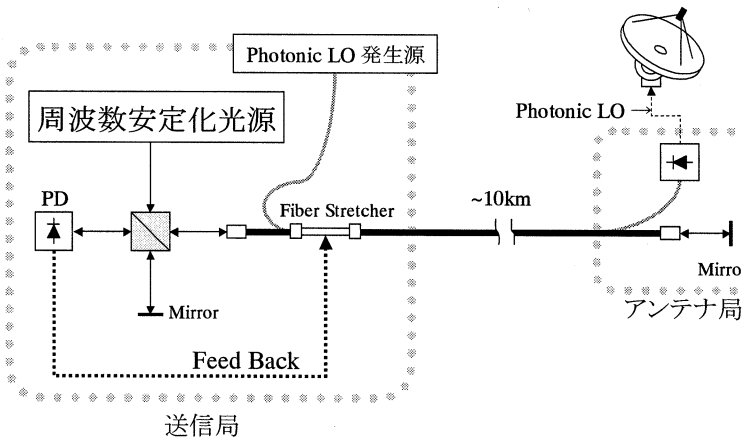 Photonic LO 発生源
周波数安定化光源
Photonic LO
PD
Fiber Stretcher
~10km
Mirror
Mirro
アンテナ局
Feed Back
送信局